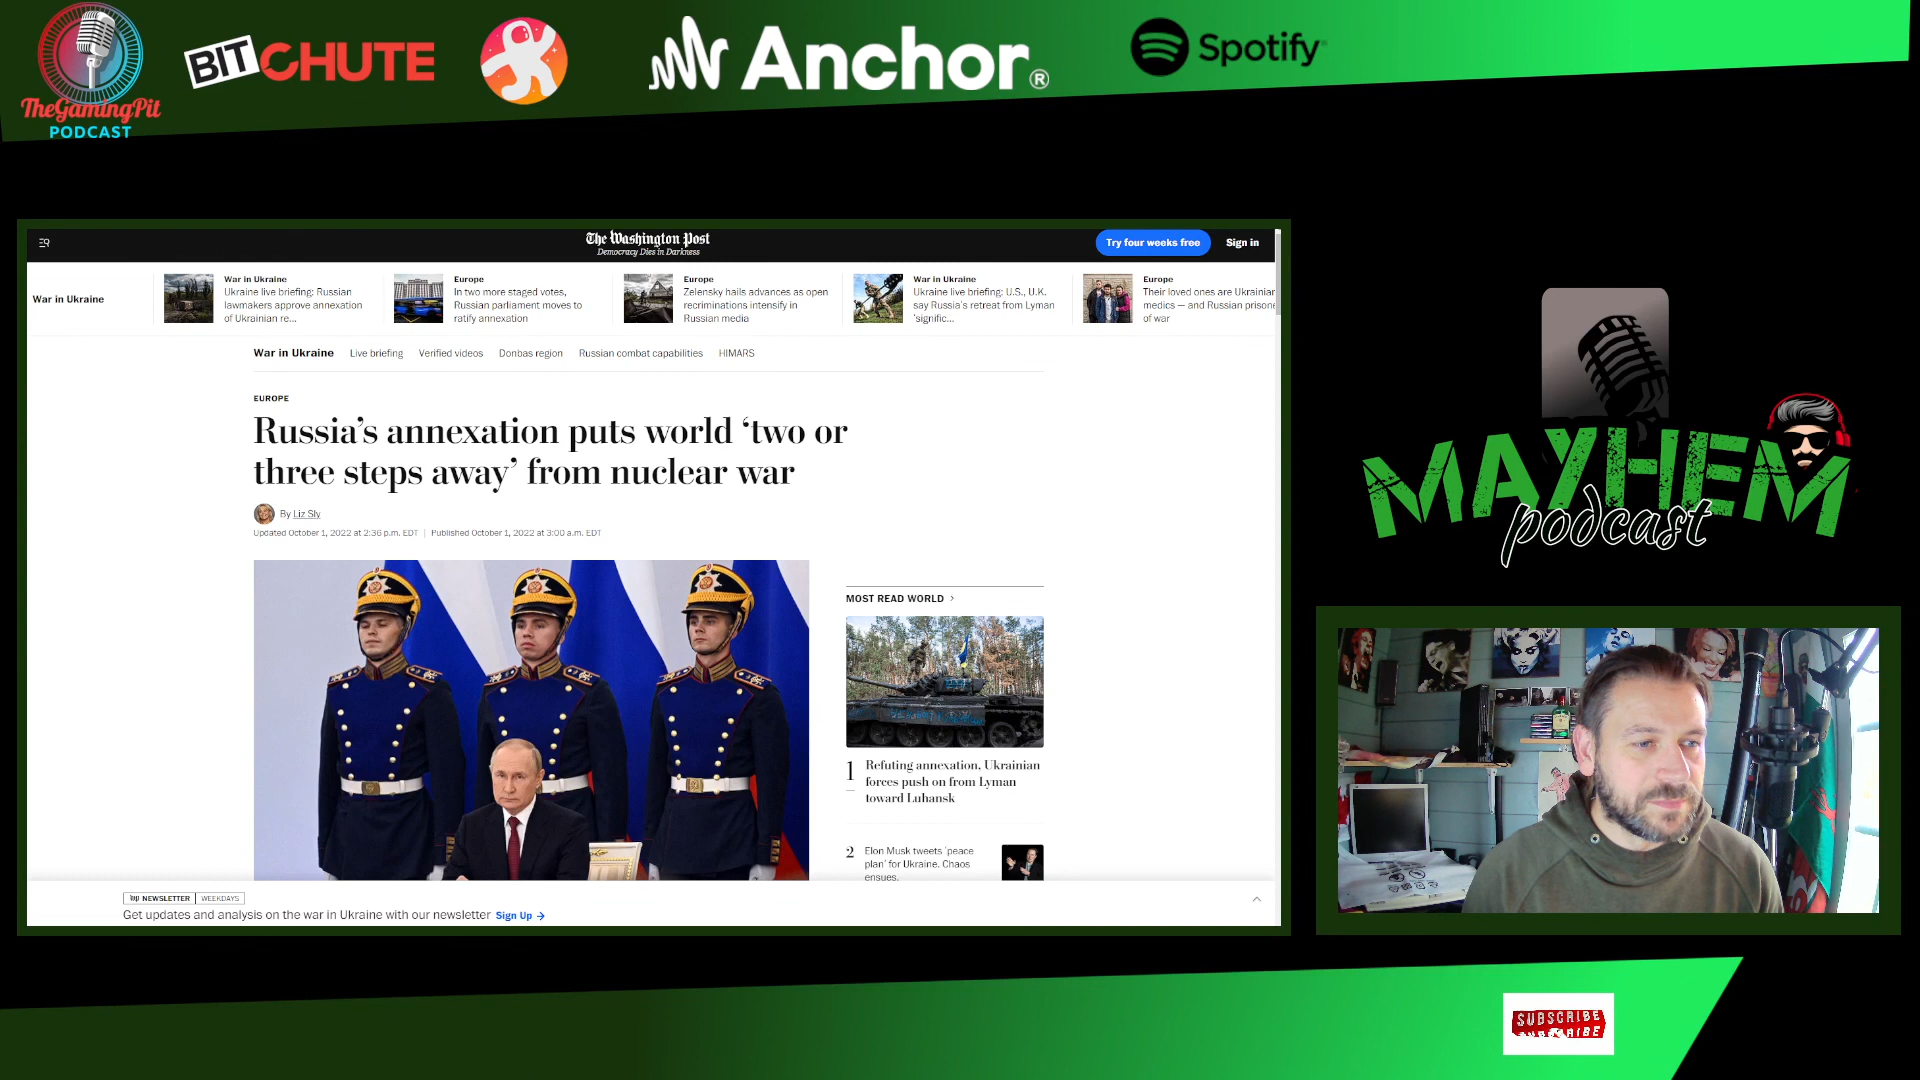 TheGamingPit
PODCAST
BITCHUTE
Anchor®
Spotify
The Washington Post
Democracy Dies in Darkness
Try four weeks free
Sign in
War in Ukraine
War in Ukraine
Ukraine live briefing: Russian
lawmakers approve annexation
of Ukrainian re...
Europe
In two more staged votes,
Russian parliament moves to
ratify annexation
Europe
Zelensky hails advances as open
recriminations intensify in
Russian media
War in Ukraine
Ukraine live briefing: U.S., U.K.
say Russia's retreat from Lyman
'signific...
Europe
Their loved ones are Ukrainian
medics — and Russian prisone
of war
War in Ukraine Live briefing Verified videos Donbas region Russian combat capabilities HIMARS
EUROPE
Russia's annexation puts world 'two or
three steps away' from nuclear war
By Liz Sly
Updated October 1, 2022 at 2:36 p.m. EDT | Published October 1, 2022 at 3:00 a.m. EDT
MOST READ WORLD >
1 Refuting annexation, Ukrainian
forces push on from Lyman
toward Luhansk
2 Elon Musk tweets 'peace
plan' for Ukraine. Chaos
ensues.
wp NEWSLETTER WEEKDAYS
Get updates and analysis on the war in Ukraine with our newsletter Sign Up →
MAYHEM
podcast
SUBSCRIBE
SUBSCRIBE